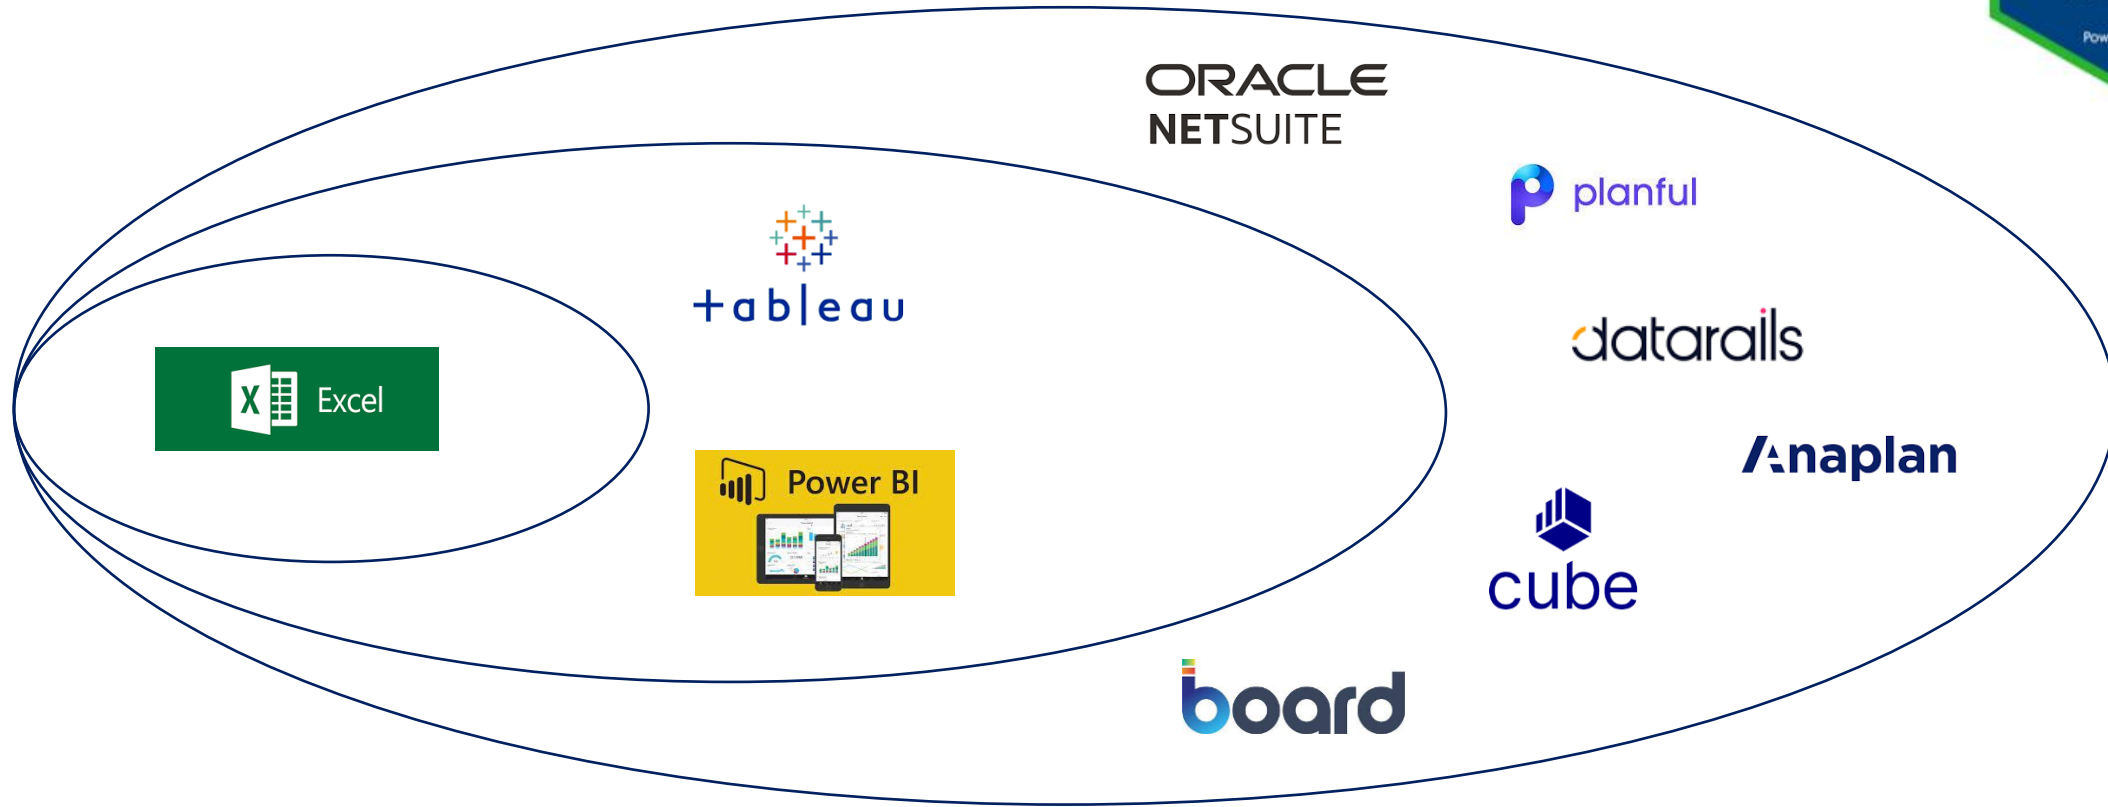 ORACLE
NETSUITE
planful
tableau
datarails
X Excel
Anaplan
Power BI
cube
board